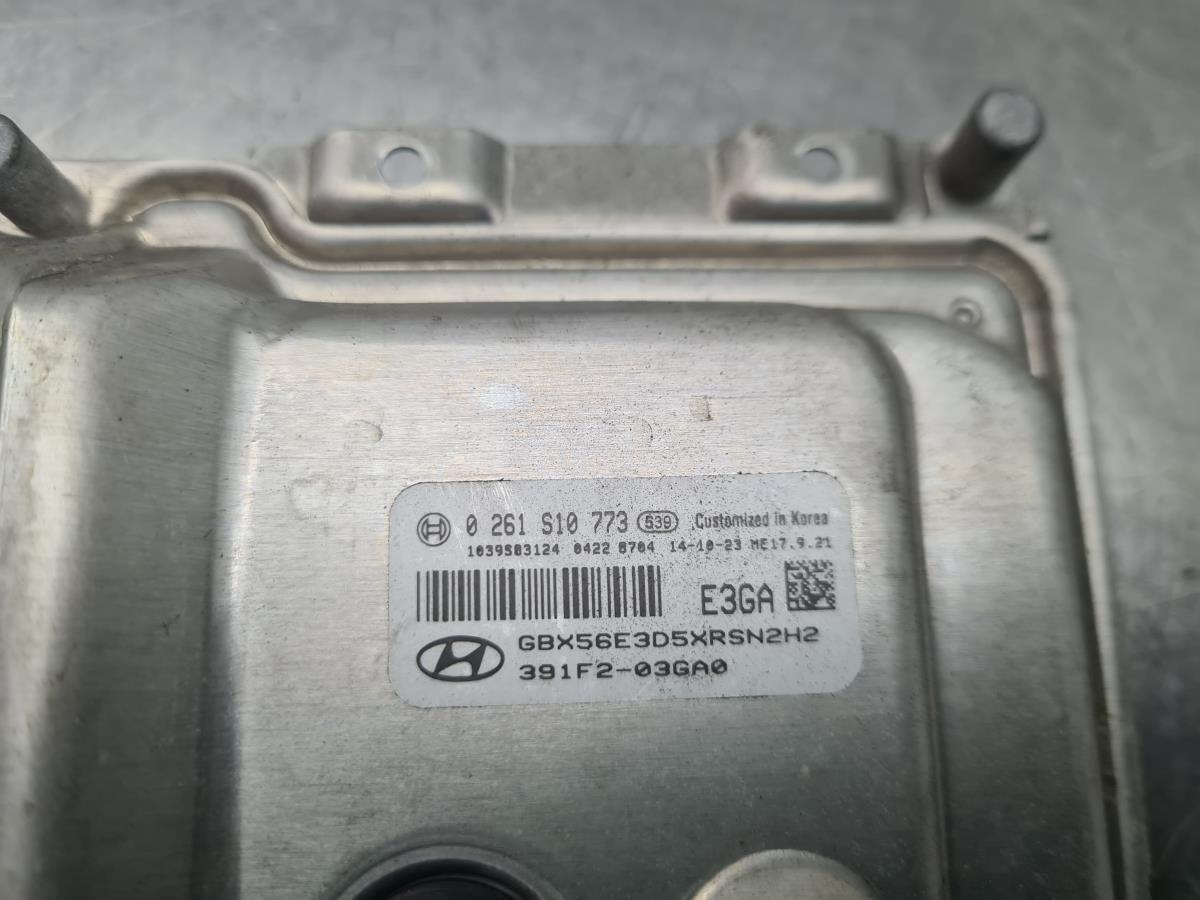 0 261 S10 773 539 Customized in Korea
1039S03124 0422 8704 14-10-23 ME17.9.21
E3GA
GBX56E3D5XRSN2H2
391F2-03GA0